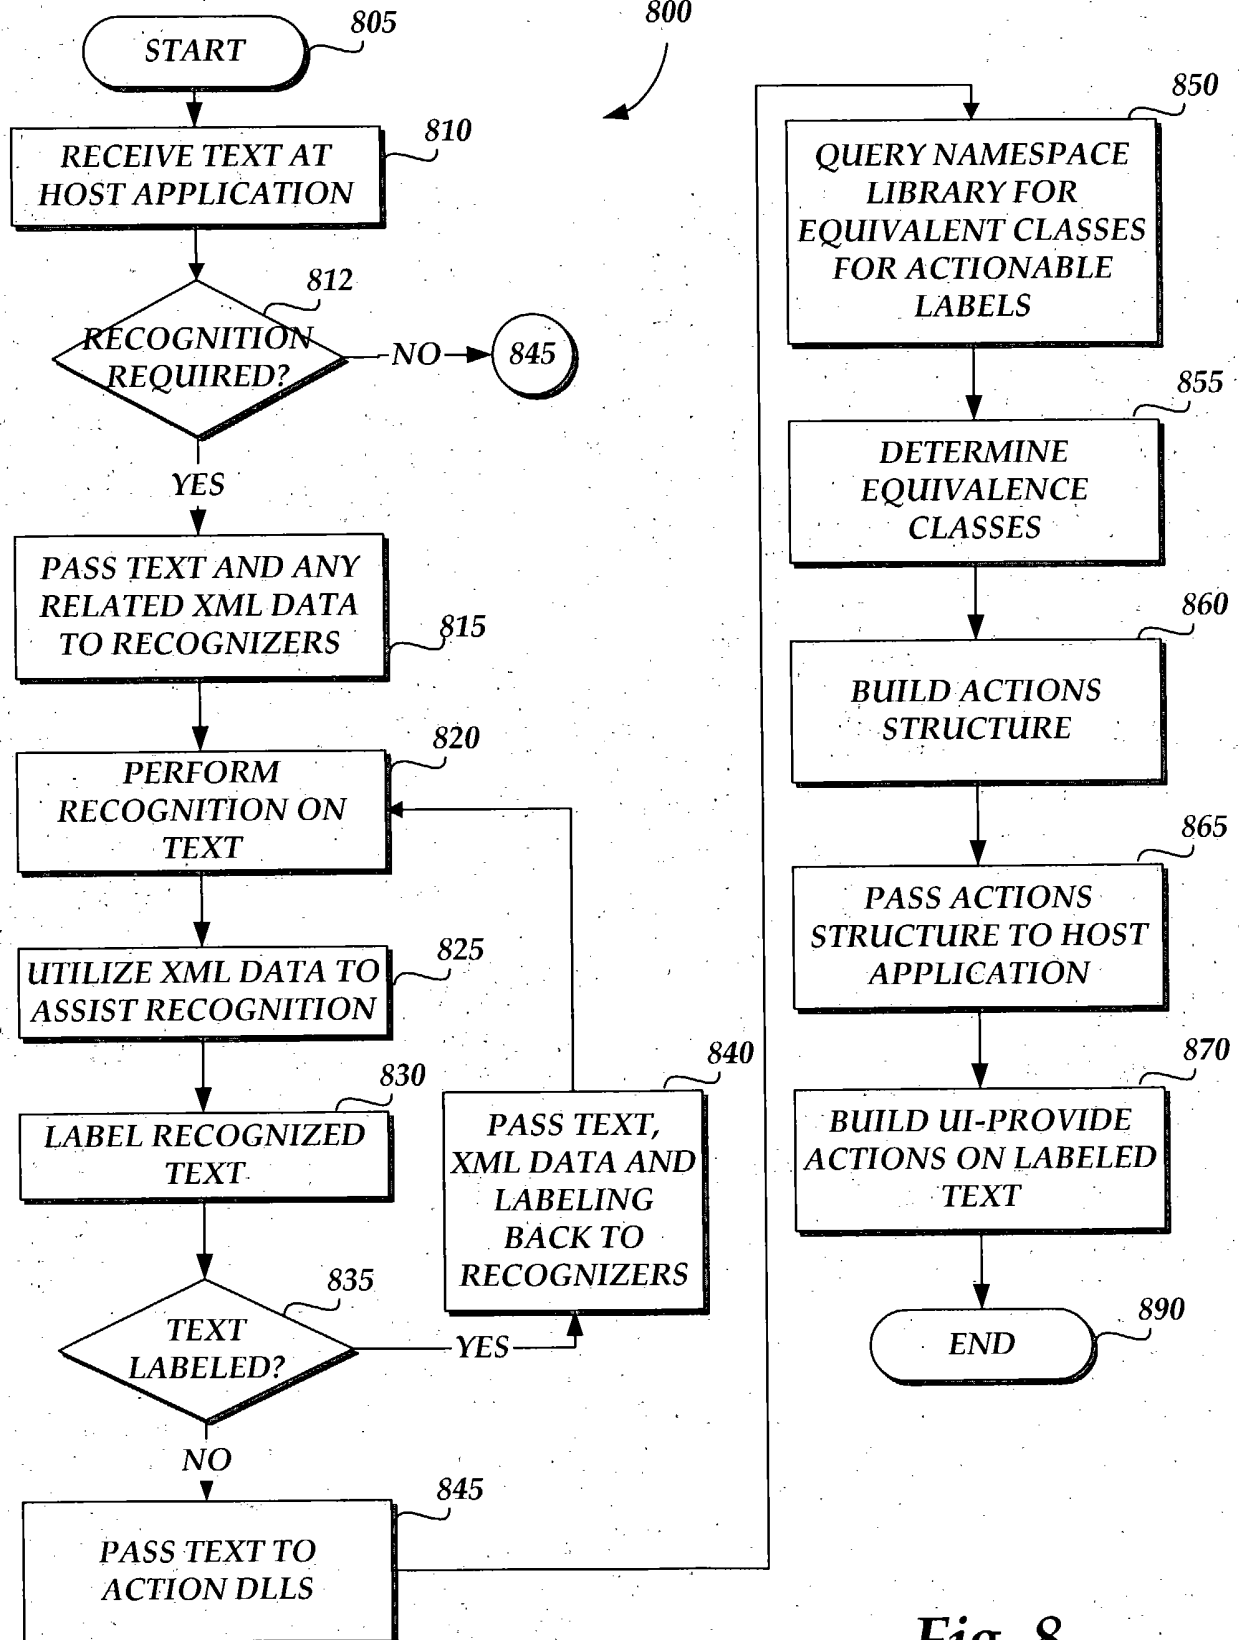 800
START
805
RECEIVE TEXT AT
HOST APPLICATION
810
RECOGNITION
REQUIRED?
812
NO
845
YES
PASS TEXT AND ANY
RELATED XML DATA
TO RECOGNIZERS
815
PERFORM
RECOGNITION ON
TEXT
820
UTILIZE XML DATA TO
ASSIST RECOGNITION
825
LABEL RECOGNIZED
TEXT
830
TEXT
LABELED?
835
YES
PASS TEXT,
XML DATA AND
LABELING
BACK TO
RECOGNIZERS
840
NO
PASS TEXT TO
ACTION DLLS
845
QUERY NAMESPACE
LIBRARY FOR
EQUIVALENT CLASSES
FOR ACTIONABLE
LABELS
850
DETERMINE
EQUIVALENCE
CLASSES
855
BUILD ACTIONS
STRUCTURE
860
PASS ACTIONS
STRUCTURE TO HOST
APPLICATION
865
BUILD UI-PROVIDE
ACTIONS ON LABELED
TEXT
870
END
890
Fig. 8